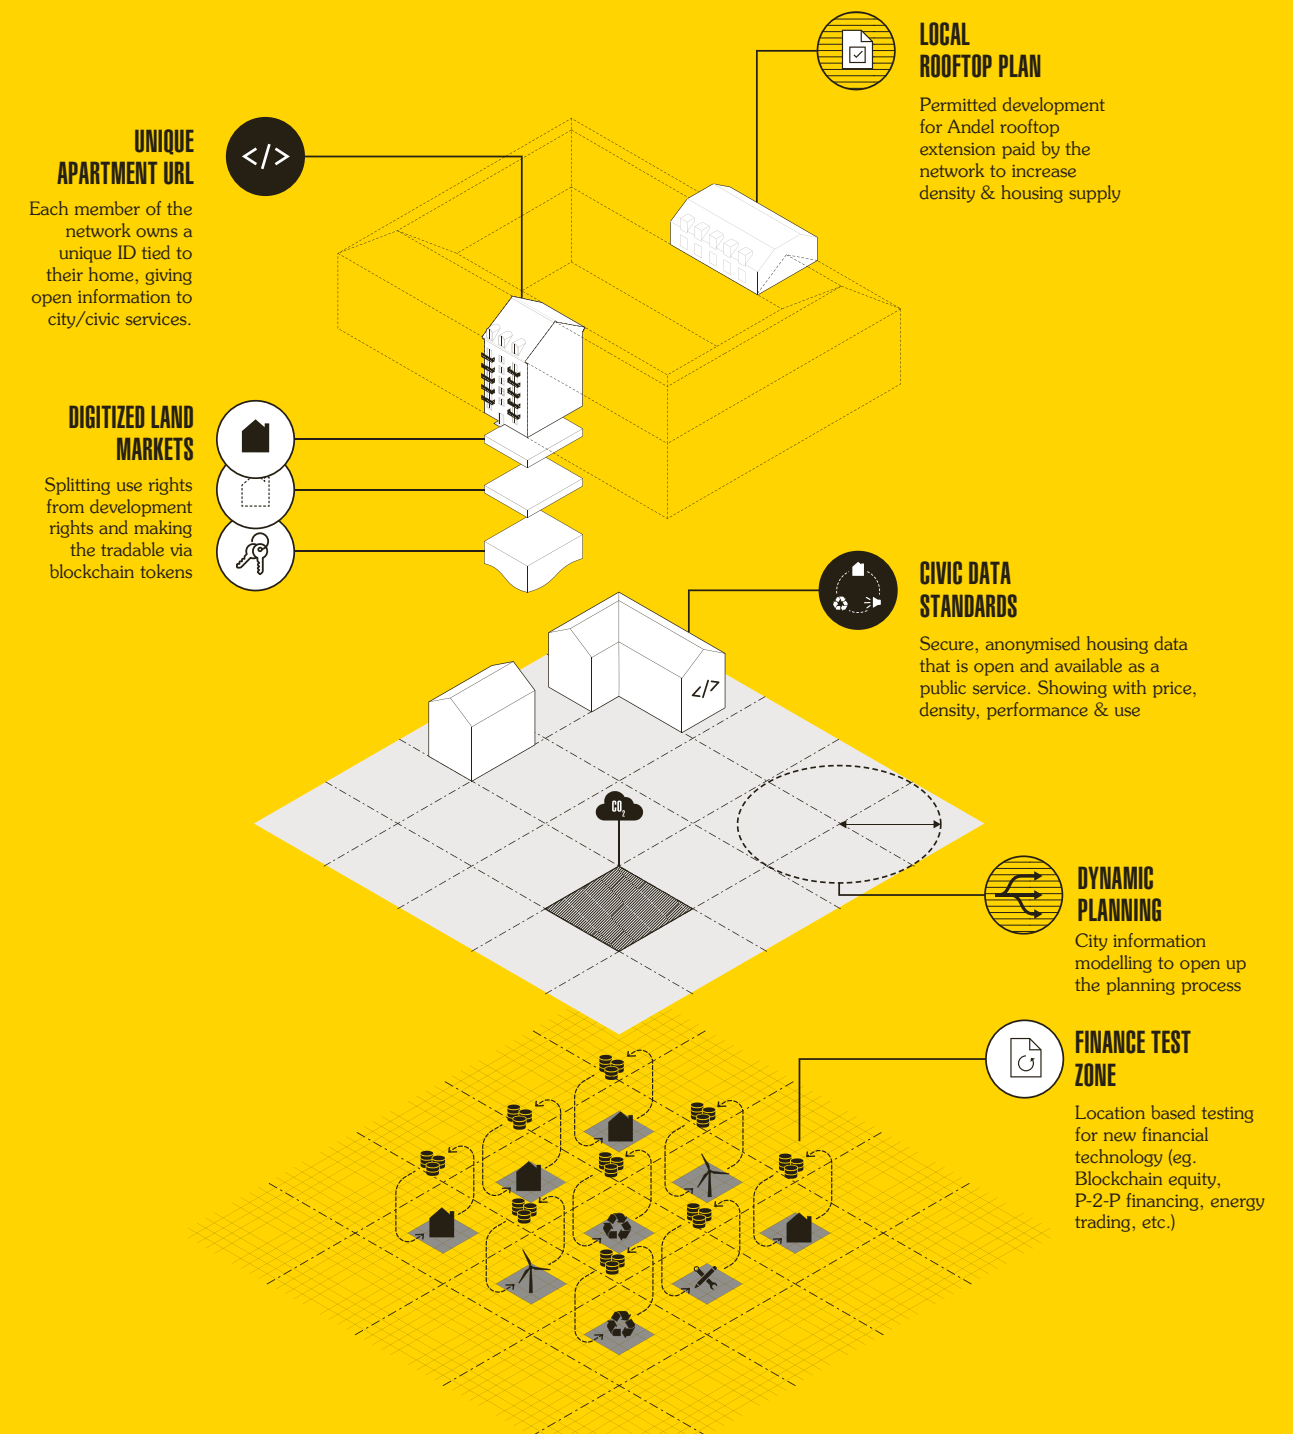 LOCAL
ROOFTOP PLAN
Permitted development
for Andel rooftop
extension paid by the
network to increase
density & housing supply
UNIQUE
APARTMENT URL
</>
Each member of the
network owns a
unique ID tied to
their home, giving
open information to
city/civic services.
DIGITIZED LAND
MARKETS
Splitting use rights
from development
rights and making
the tradable via
blockchain tokens
CIVIC DATA
STANDARDS
Secure, anonymised housing data
that is open and available as a
public service. Showing with price,
density, performance & use
</>
CO2
DYNAMIC
PLANNING
City information
modelling to open up
the planning process
FINANCE TEST
ZONE
Location based testing
for new financial
technology (eg.
Blockchain equity,
P-2-P financing, energy
trading, etc.)